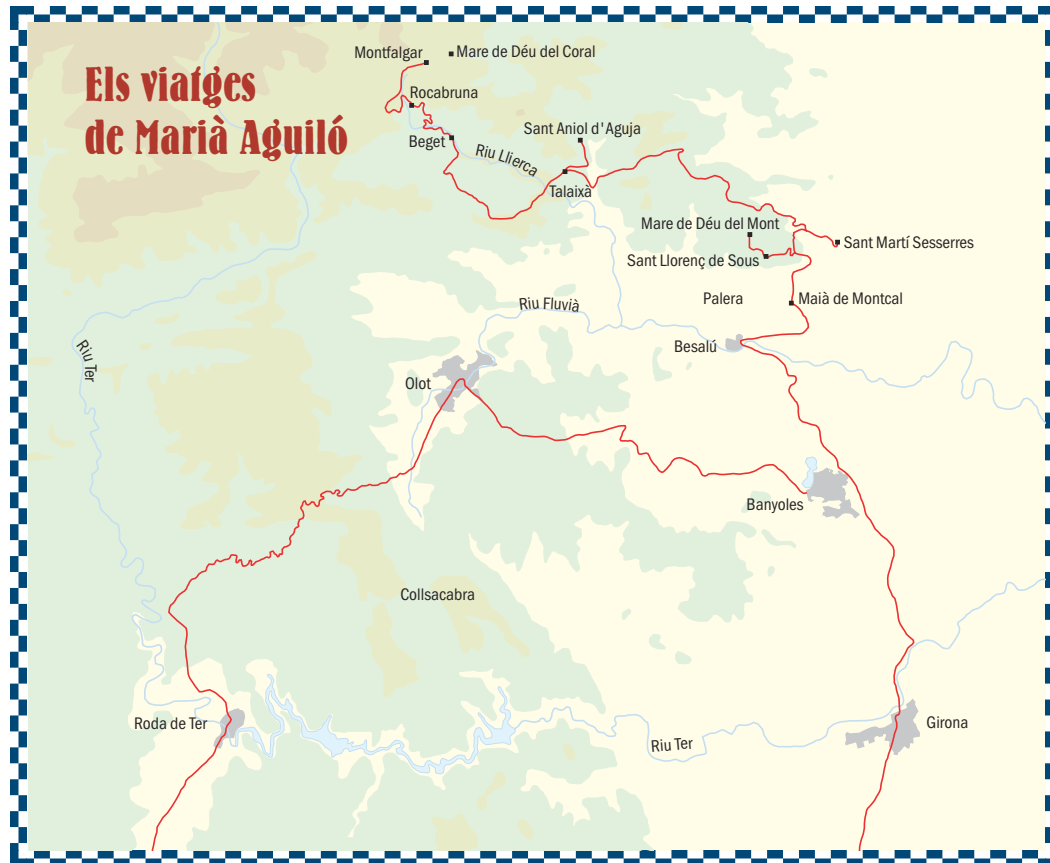 Els viatges
de Marià Aguiló
Montfalgar
Mare de Déu del Coral
Rocabruna
Beget
Sant Aniol d'Aguja
Riu Llierca
Talaixà
Mare de Déu del Mont
Sant Martí Sesserres
Sant Llorenç de Sous
Palera
Maià de Montcal
Riu Fluvià
Besalú
Riu Ter
Olot
Banyoles
Collsacabra
Roda de Ter
Girona
Riu Ter